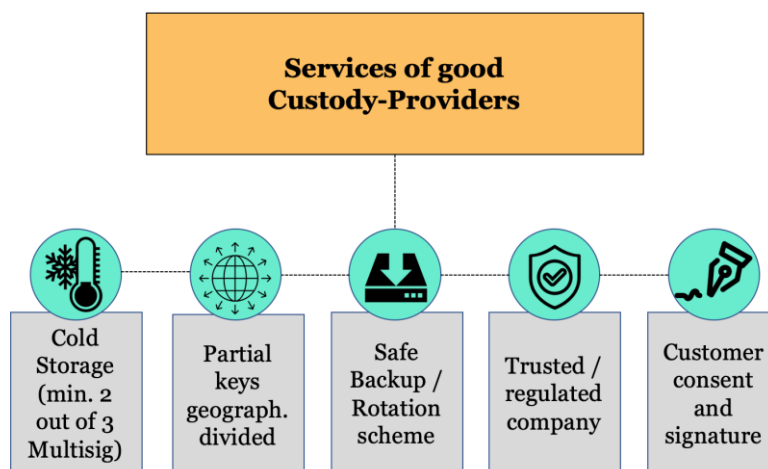 Services of good
Custody-Providers
Cold
Storage
(min. 2
out of 3
Multisig)
Partial
keys
geograph.
divided
Safe
Backup /
Rotation
scheme
Trusted /
regulated
company
Customer
consent
and
signature